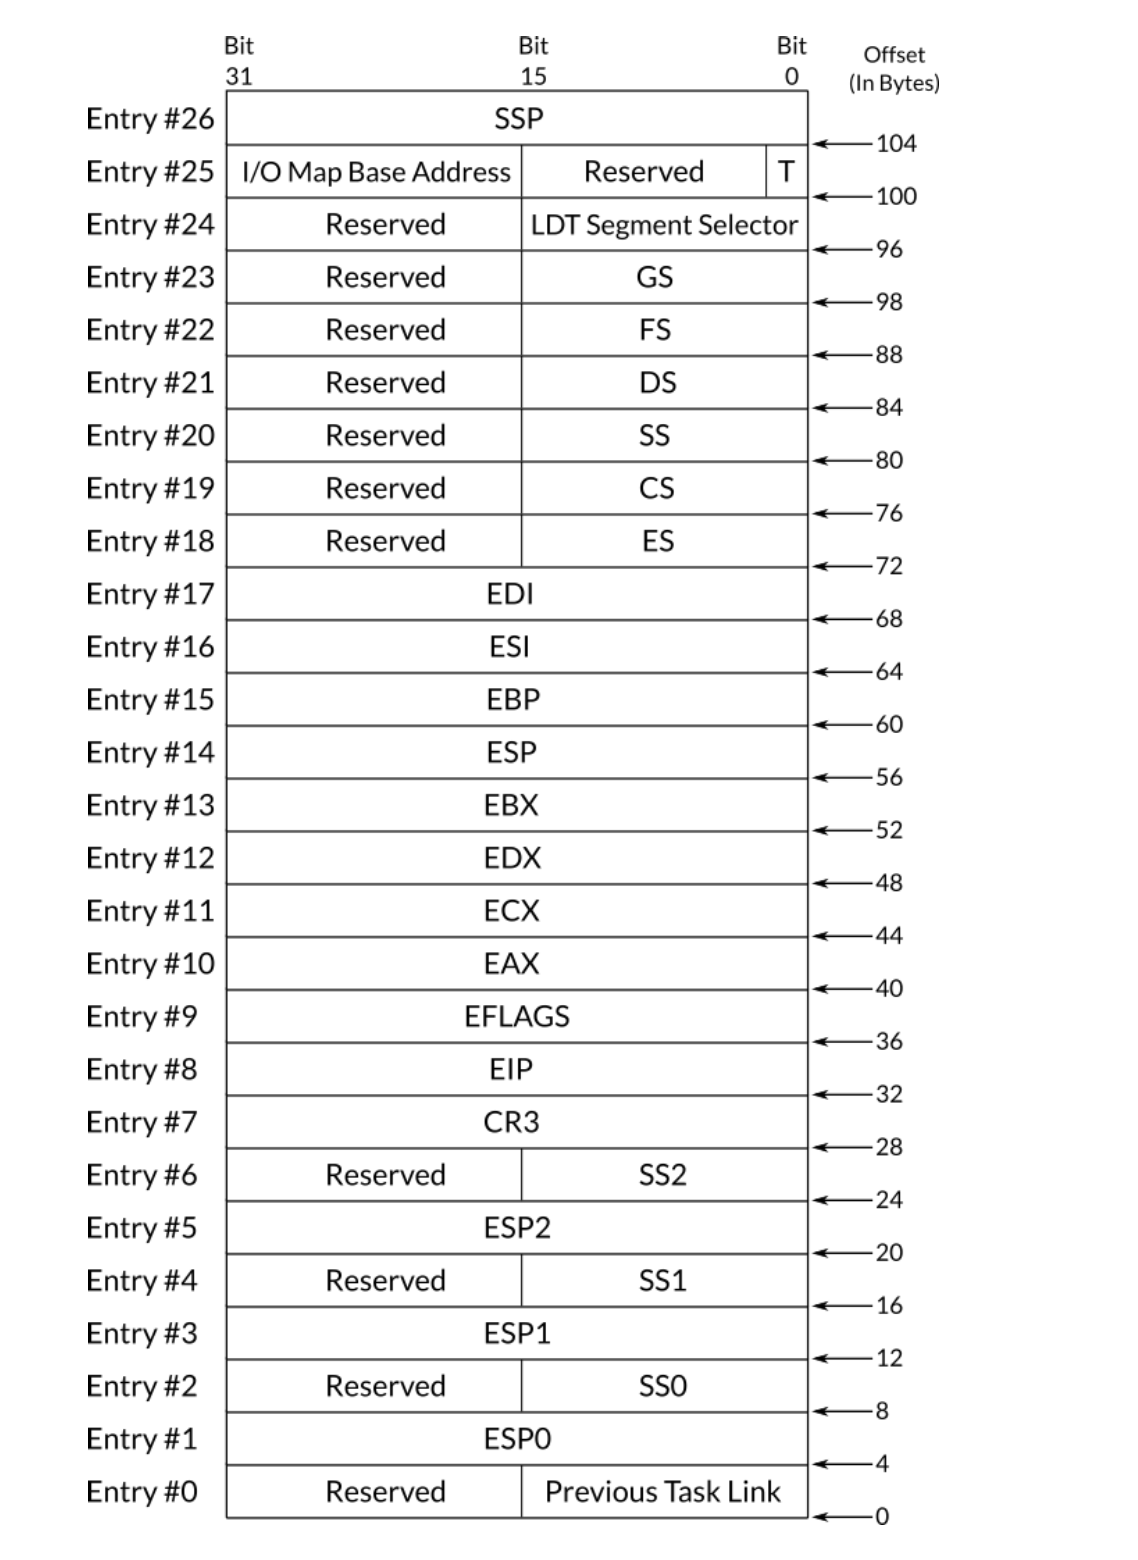 Bit Bit Bit Offset
31 15 0 (In Bytes)
Entry #26 SSP
104
Entry #25 I/O Map Base Address Reserved T
100
Entry #24 Reserved LDT Segment Selector
96
Entry #23 Reserved GS
98
Entry #22 Reserved FS
88
Entry #21 Reserved DS
84
Entry #20 Reserved SS
80
Entry #19 Reserved CS
76
Entry #18 Reserved ES
72
Entry #17 EDI
68
Entry #16 ESI
64
Entry #15 EBP
60
Entry #14 ESP
56
Entry #13 EBX
52
Entry #12 EDX
48
Entry #11 ECX
44
Entry #10 EAX
40
Entry #9 EFLAGS
36
Entry #8 EIP
32
Entry #7 CR3
28
Entry #6 Reserved SS2
24
Entry #5 ESP2
20
Entry #4 Reserved SS1
16
Entry #3 ESP1
12
Entry #2 Reserved SS0
8
Entry #1 ESP0
4
Entry #0 Reserved Previous Task Link
0